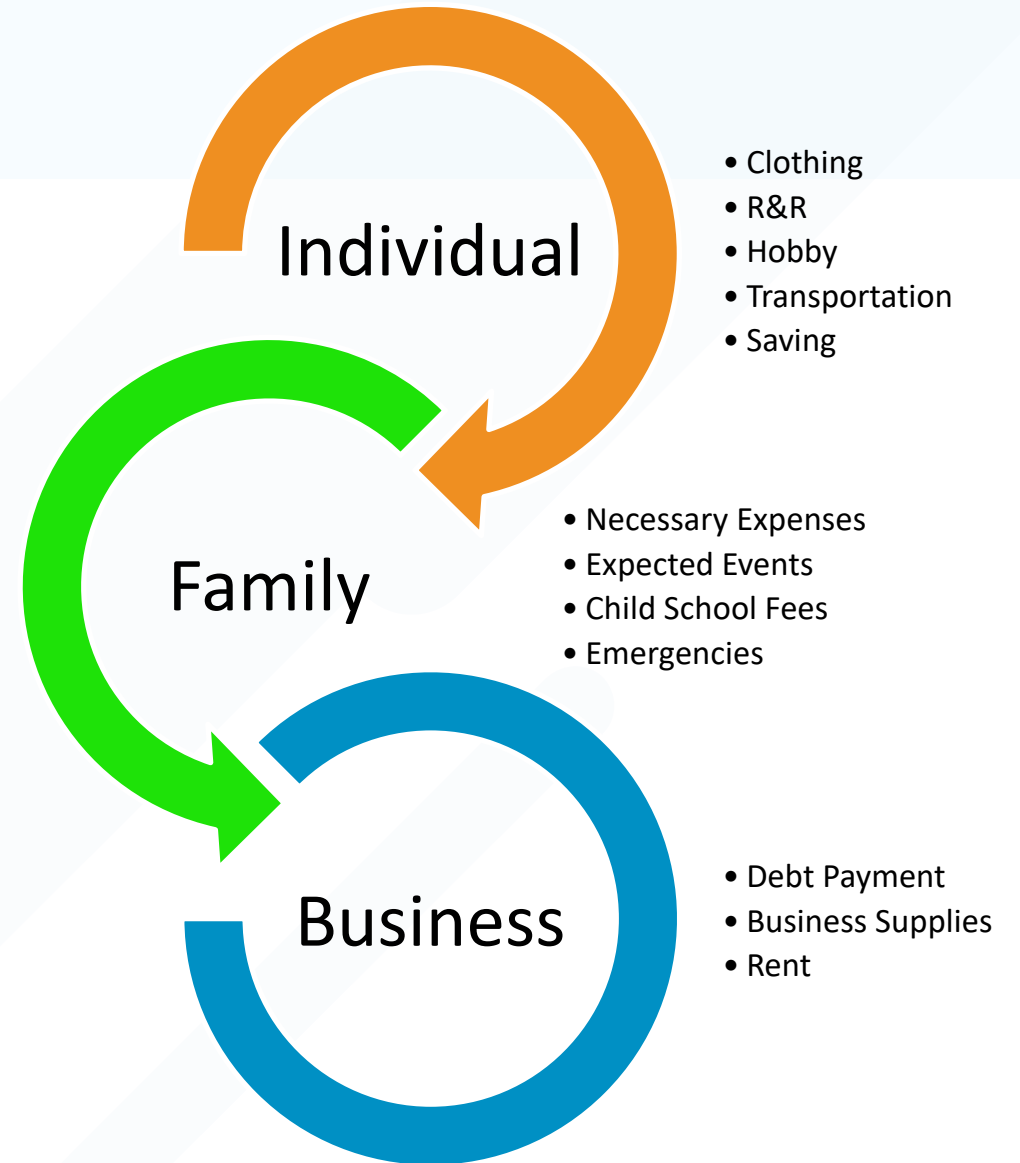 Individual
• Clothing
• R&R
• Hobby
• Transportation
• Saving
Family
• Necessary Expenses
• Expected Events
• Child School Fees
• Emergencies
Business
• Debt Payment
• Business Supplies
• Rent